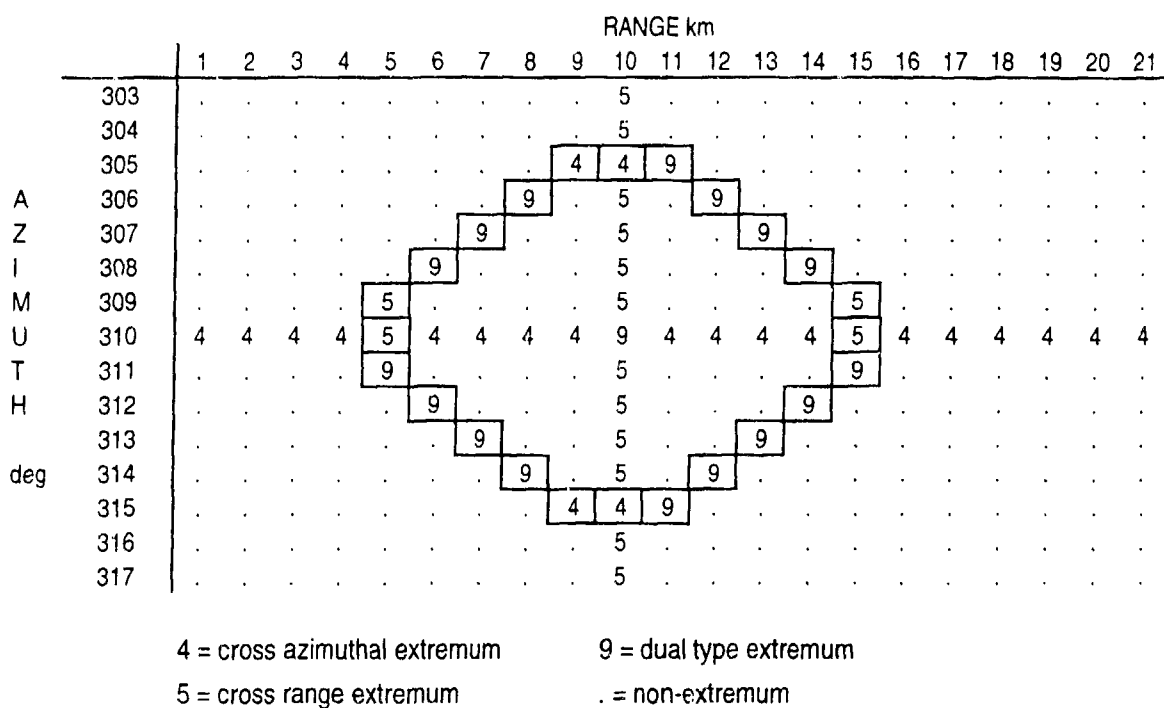 RANGE km
1 2 3 4 5 6 7 8 9 10 11 12 13 14 15 16 17 18 19 20 21
303 . . . . . . . . . 5 . . . . . . . . . . .
304 . . . . . . . . . 5 . . . . . . . . . . .
305 . . . . . . . . 4 4 9 . . . . . . . . . .
A 306 . . . . . . . 9 . 5 . 9 . . . . . . . . .
Z 307 . . . . . . 9 . . 5 . . 9 . . . . . . . .
I 308 . . . . . 9 . . . 5 . . . 9 . . . . . . .
M 309 . . . . 5 . . . . 5 . . . . 5 . . . . . .
U 310 4 4 4 4 5 4 4 4 4 9 4 4 4 4 5 4 4 4 4 4 4
T 311 . . . . 9 . . . . 5 . . . . 9 . . . . . .
H 312 . . . . . 9 . . . 5 . . . 9 . . . . . . .
313 . . . . . . 9 . . 5 . . 9 . . . . . . . .
deg 314 . . . . . . . 9 . 5 . 9 . . . . . . . . .
315 . . . . . . . . 4 4 9 . . . . . . . . . .
316 . . . . . . . . . 5 . . . . . . . . . . .
317 . . . . . . . . . 5 . . . . . . . . . . .
4 = cross azimuthal extremum 9 = dual type extremum
5 = cross range extremum . = non-extremum